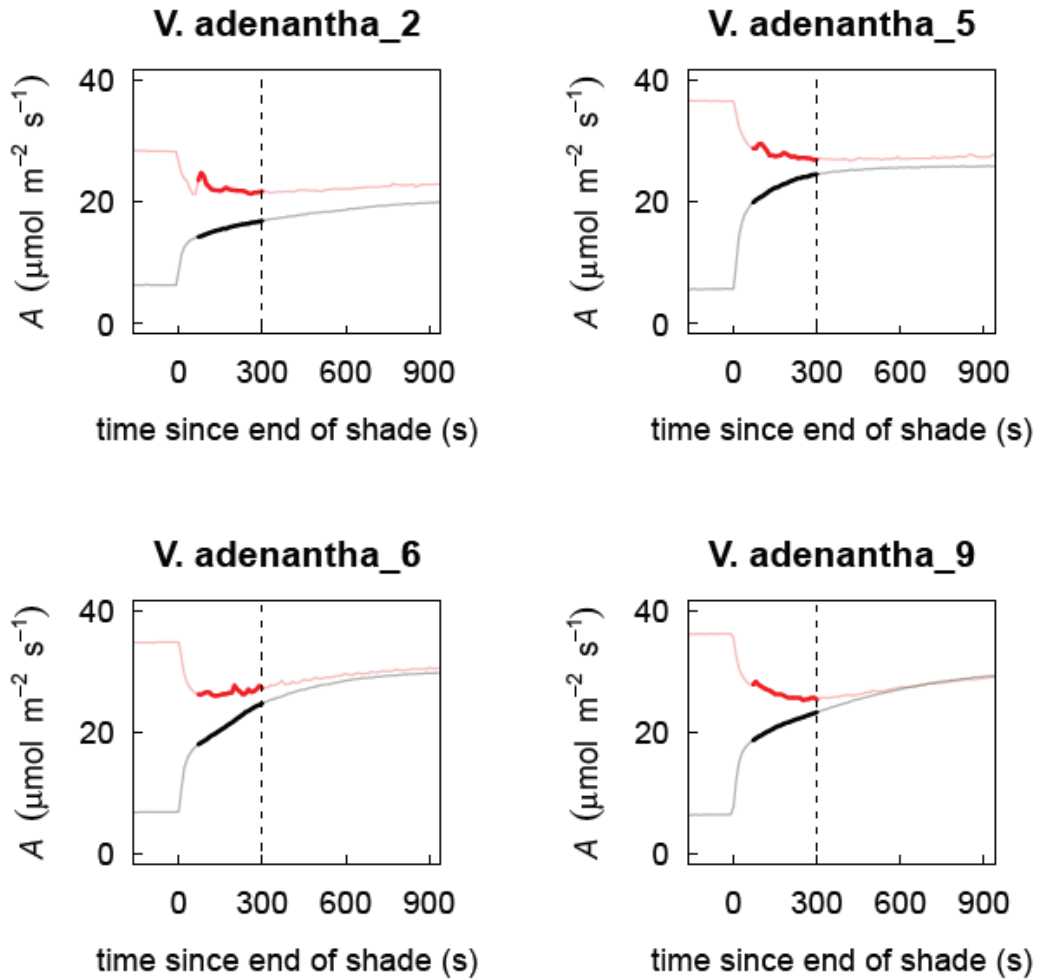 V. adenantha_2
40
20
0
A (μmol m⁻² s⁻¹)
0 300 600 900
time since end of shade (s)
V. adenantha_5
40
20
0
A (μmol m⁻² s⁻¹)
0 300 600 900
time since end of shade (s)
V. adenantha_6
40
20
0
A (μmol m⁻² s⁻¹)
0 300 600 900
time since end of shade (s)
V. adenantha_9
40
20
0
A (μmol m⁻² s⁻¹)
0 300 600 900
time since end of shade (s)